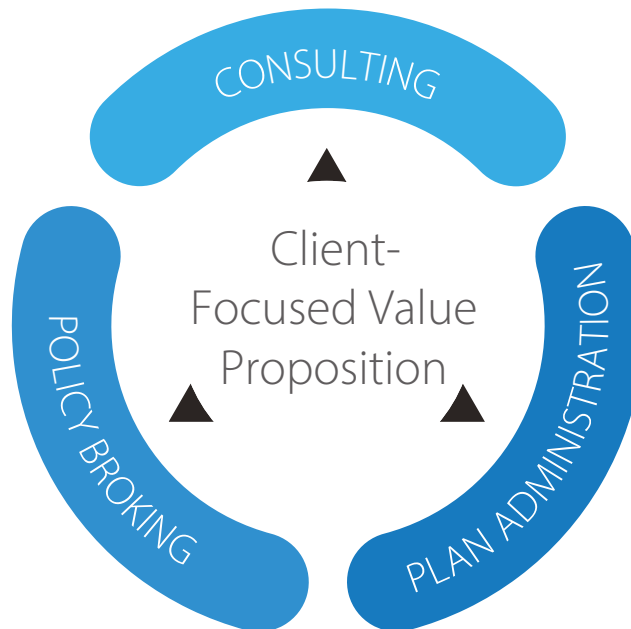 CONSULTING
Client-
Focused Value
Proposition
POLICY BROKING
PLAN ADMINISTRATION